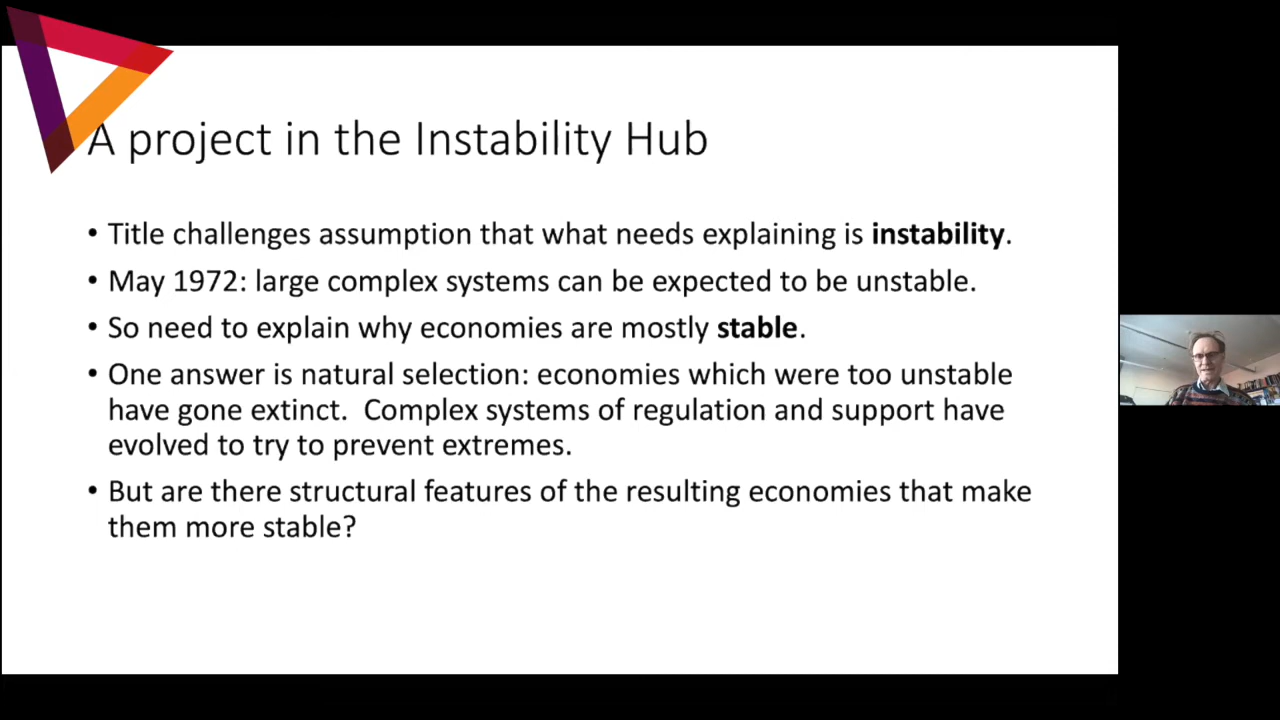 A project in the Instability Hub
• Title challenges assumption that what needs explaining is instability.
• May 1972: large complex systems can be expected to be unstable.
• So need to explain why economies are mostly stable.
• One answer is natural selection: economies which were too unstable
have gone extinct.  Complex systems of regulation and support have
evolved to try to prevent extremes.
• But are there structural features of the resulting economies that make
them more stable?